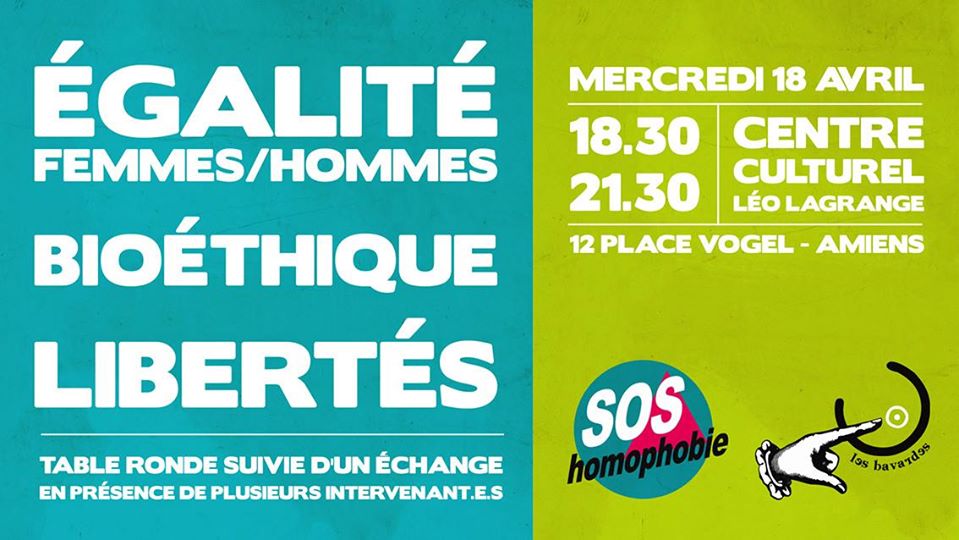 ÉGALITÉ
FEMMES/HOMMES
BIOÉTHIQUE
LIBERTÉS
TABLE RONDE SUIVIE D'UN ÉCHANGE
EN PRÉSENCE DE PLUSIEURS INTERVENANT.E.S
MERCREDI 18 AVRIL
18.30
21.30
CENTRE
CULTUREL
LÉO LAGRANGE
12 PLACE VOGEL - AMIENS
SOS
homophobie
les bavardes